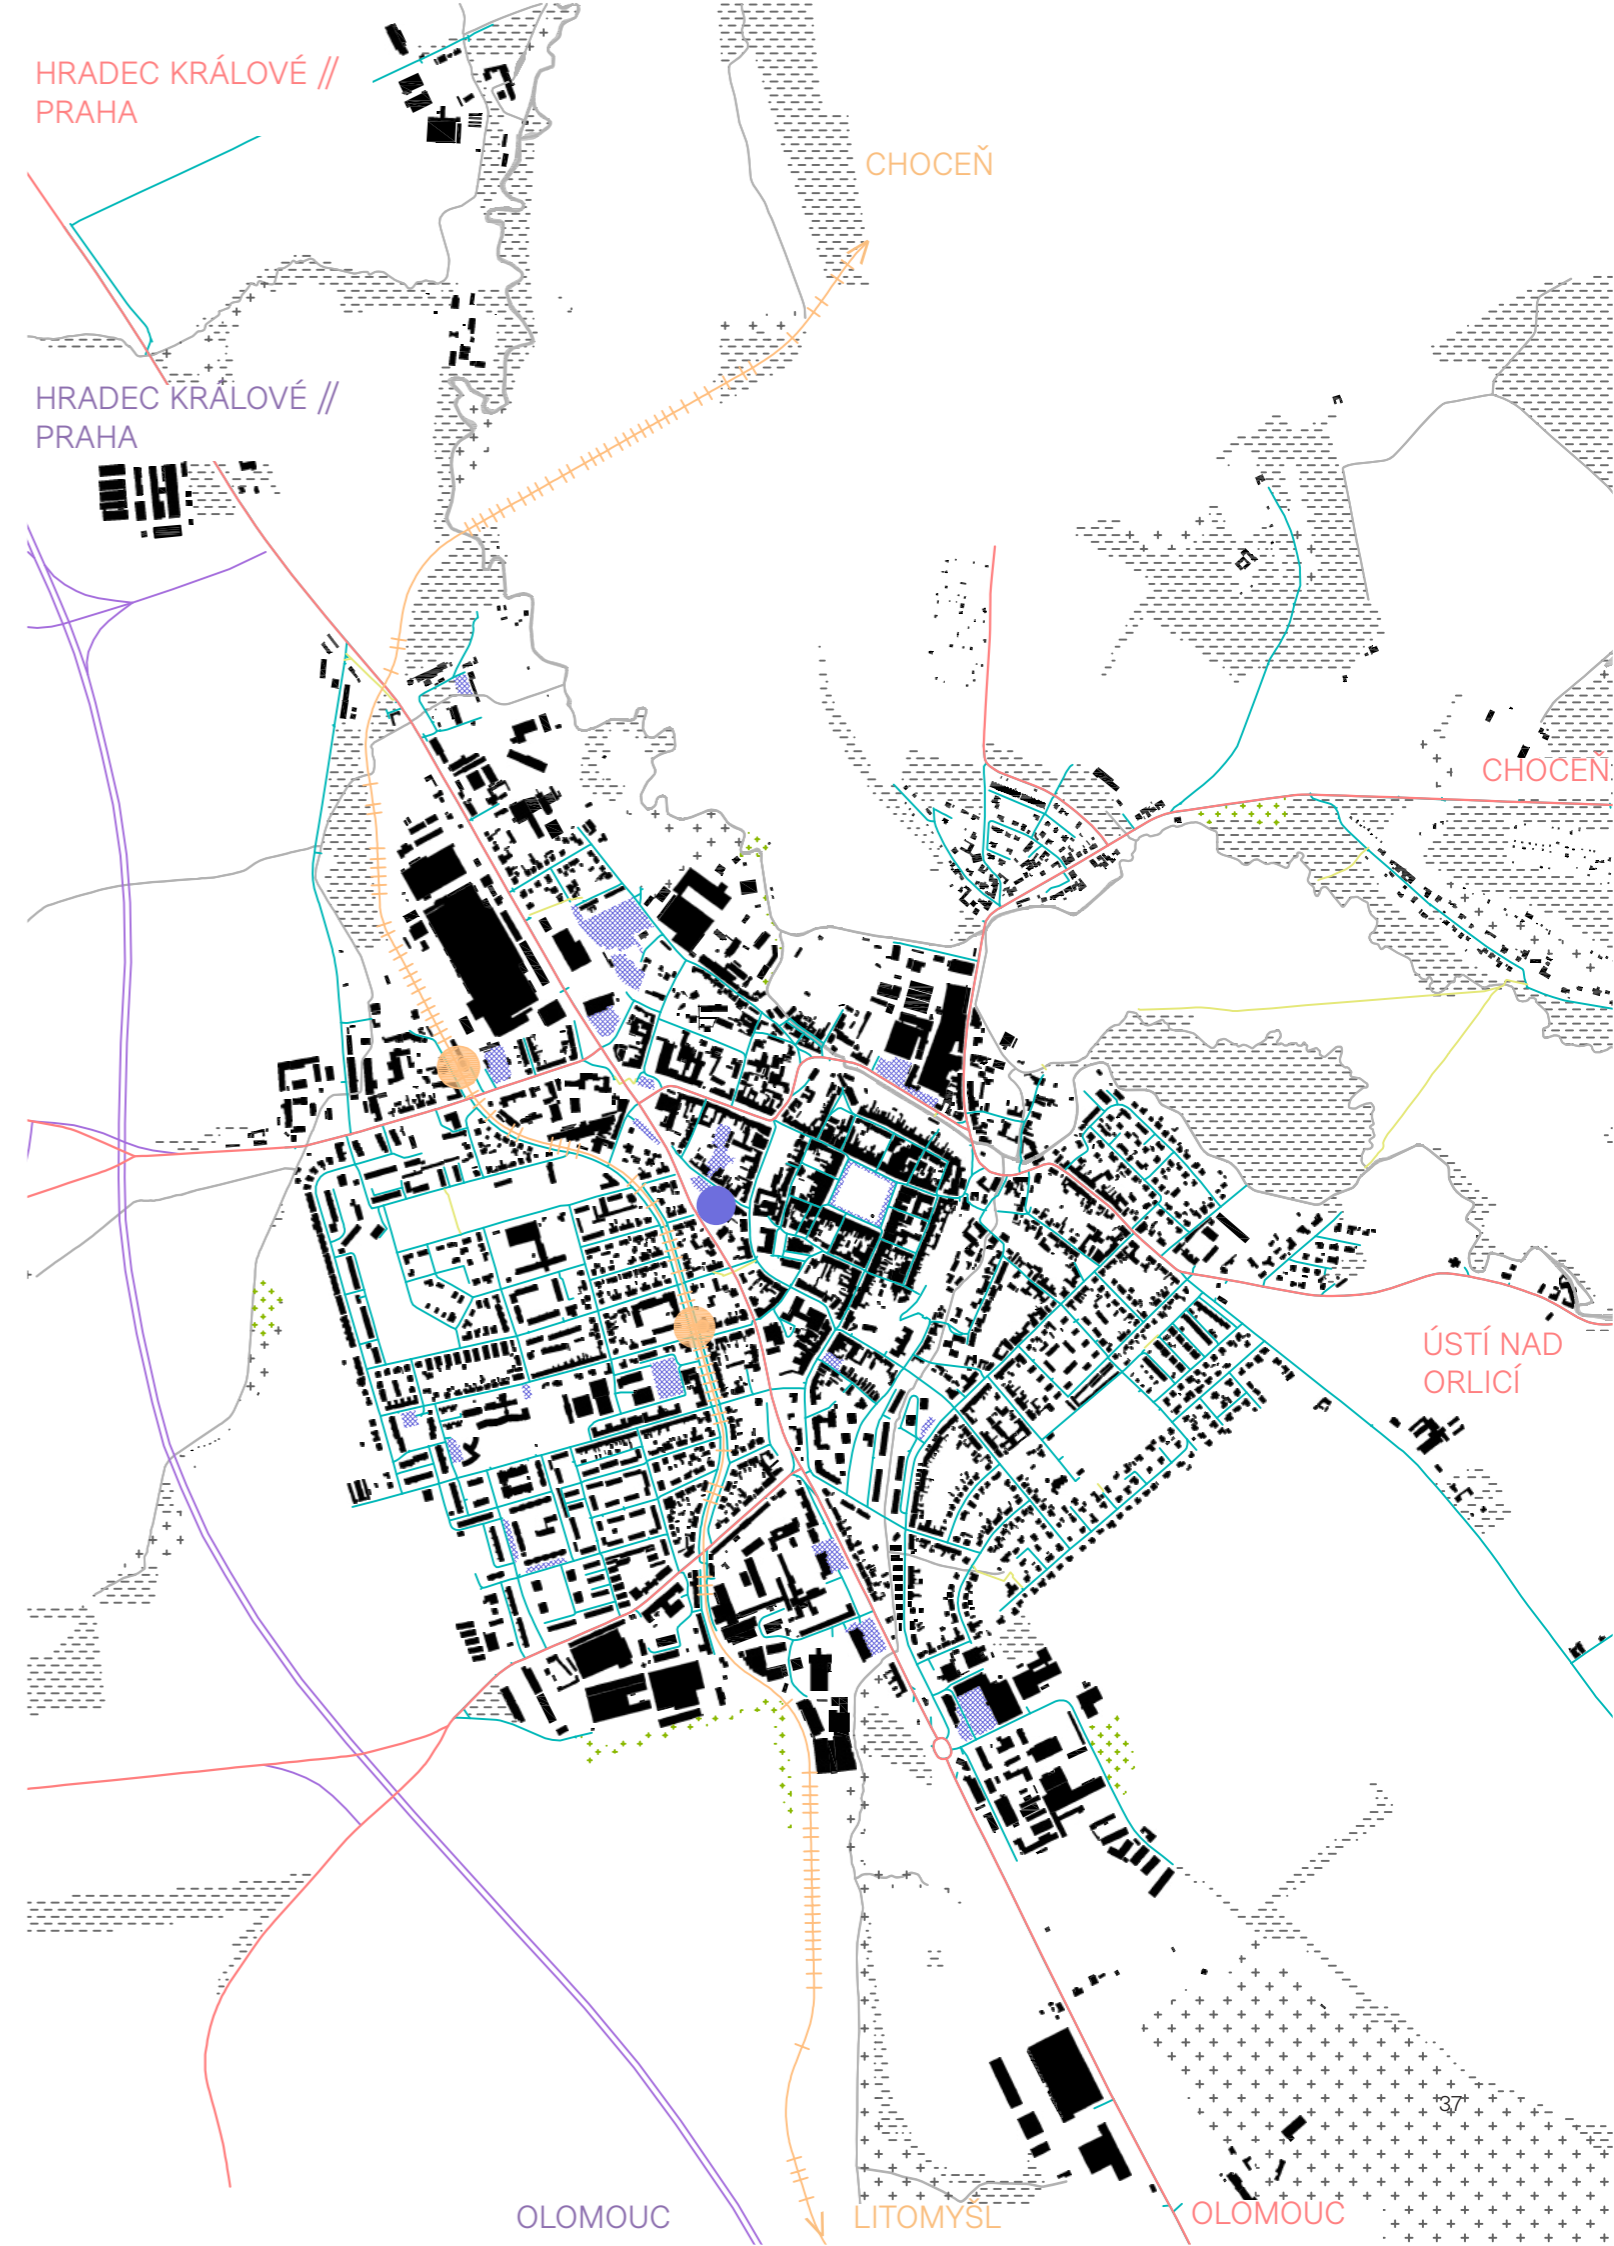 HRADEC KRÁLOVÉ //
PRAHA
CHOCEŇ
HRADEC KRÁLOVÉ //
PRAHA
CHOCEŇ
ÚSTÍ NAD
ORLICÍ
37
OLOMOUC
LITOMYŠL
OLOMOUC